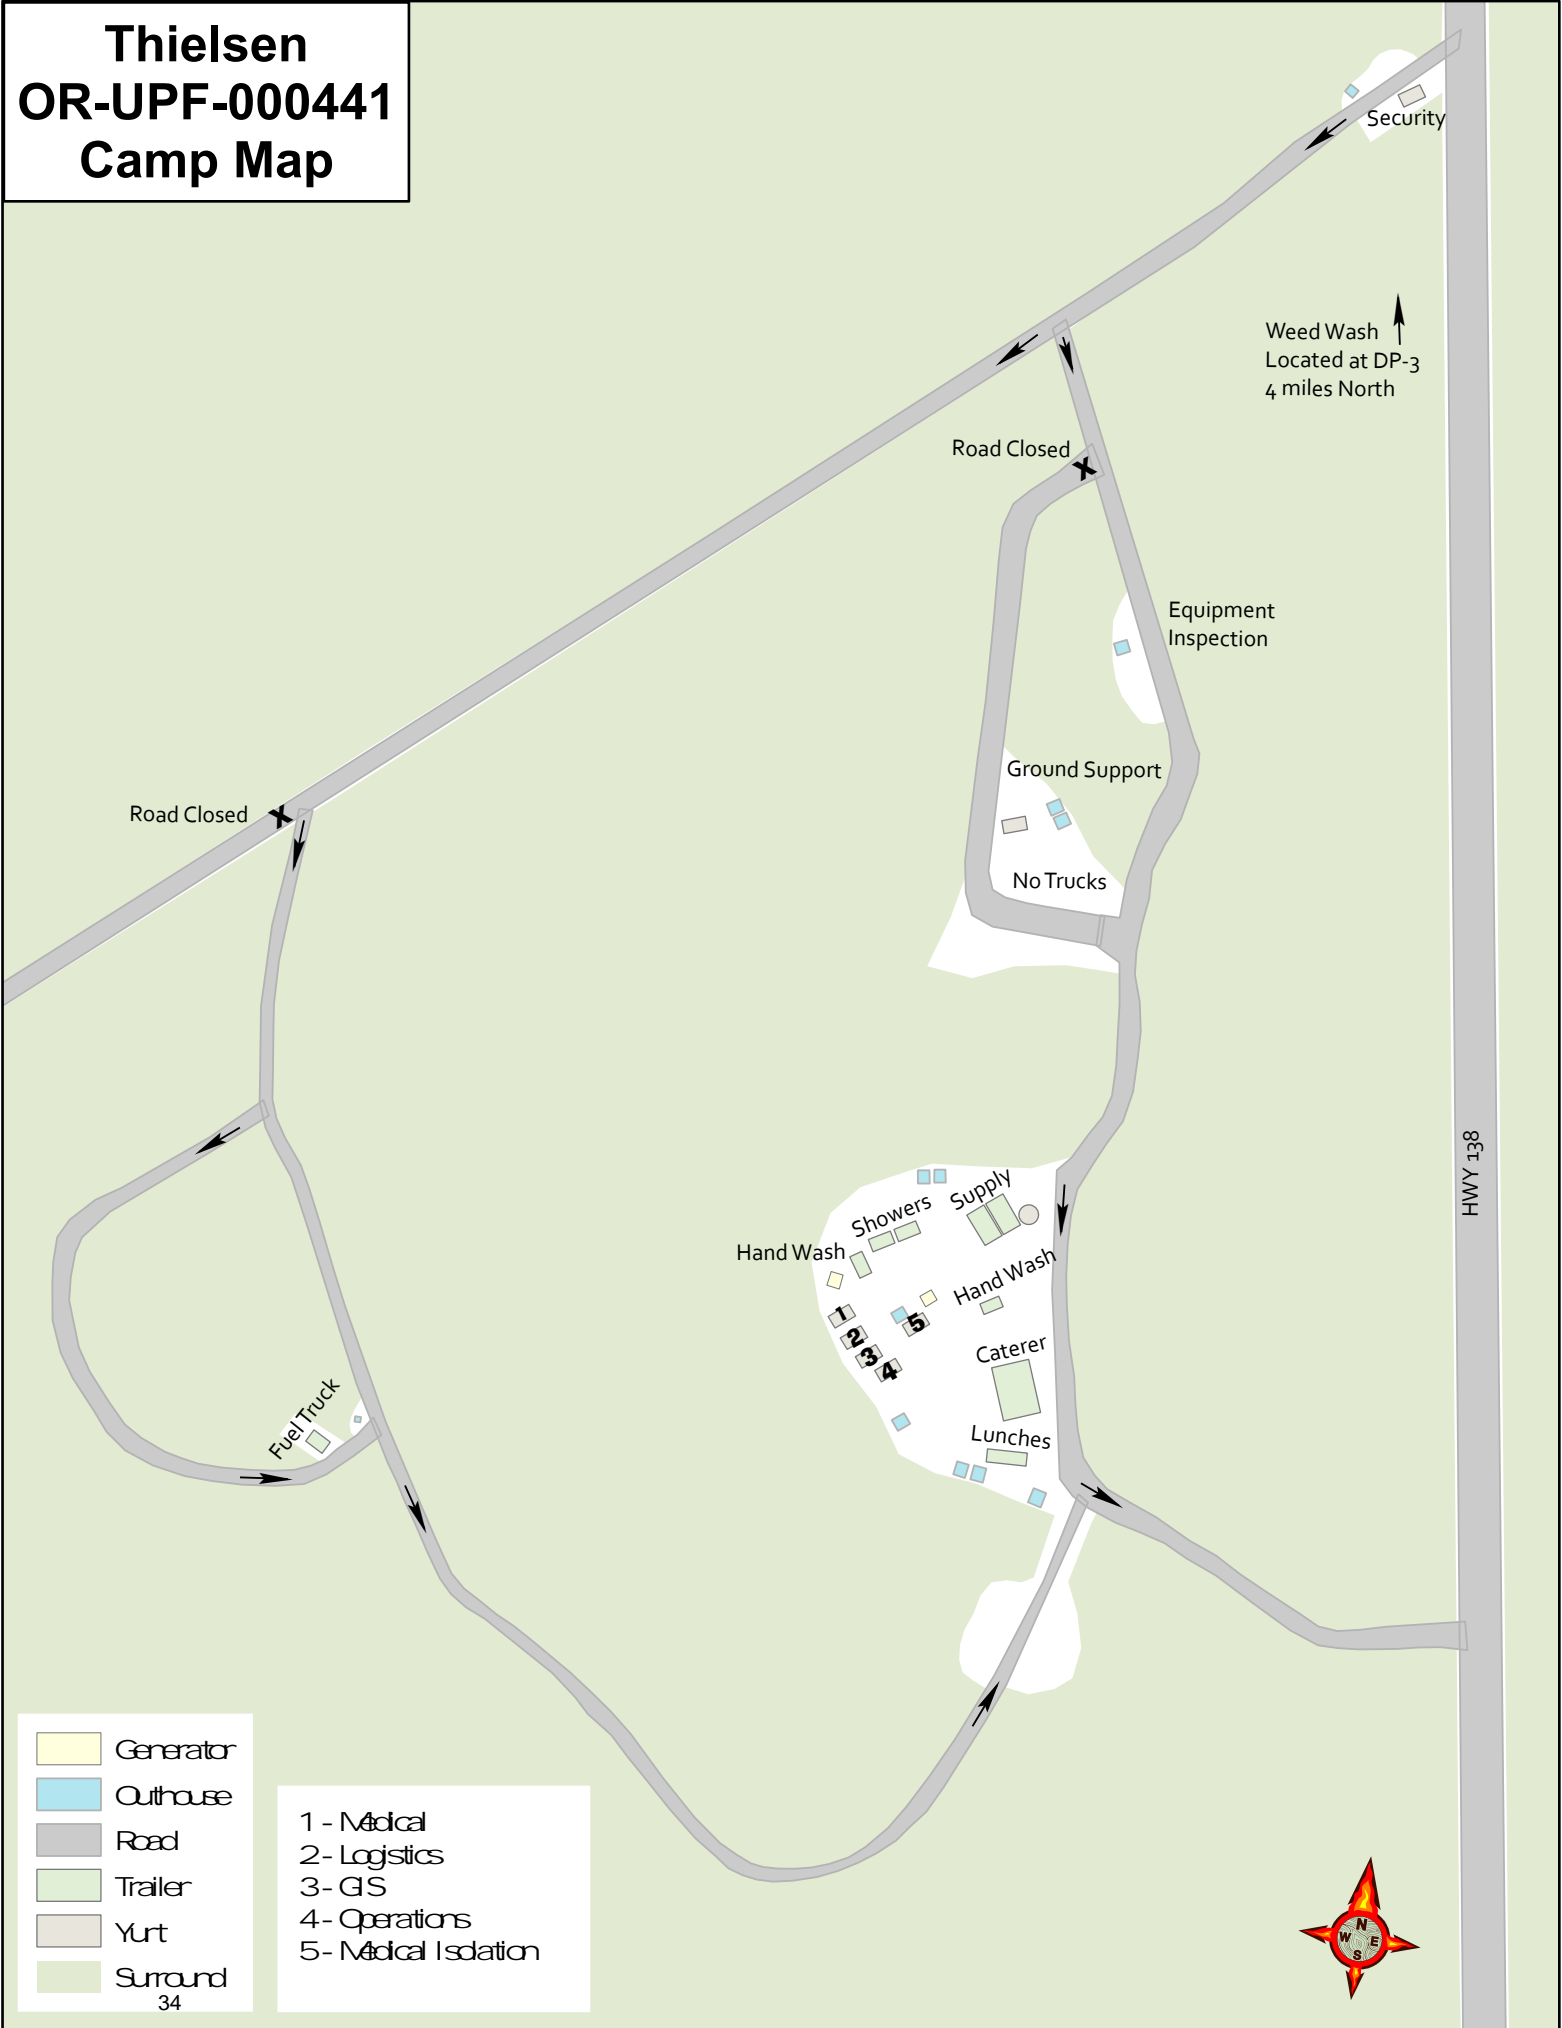 Thielsen
OR-UPF-000441
Camp Map
Security
Weed Wash
Located at DP-3
4 miles North
Road Closed
X
Equipment
Inspection
Ground Support
Road Closed
X
No Trucks
HWY 138
Supply
Showers
Hand Wash
Hand Wash
1
2
3
4
5
Caterer
Fuel Truck
Lunches
Generator
Outhouse
Road
Trailer
Yurt
Surround
34
1 - Medical
2 - Logistics
3 - GIS
4 - Operations
5 - Medical Isolation
N
W
E
S